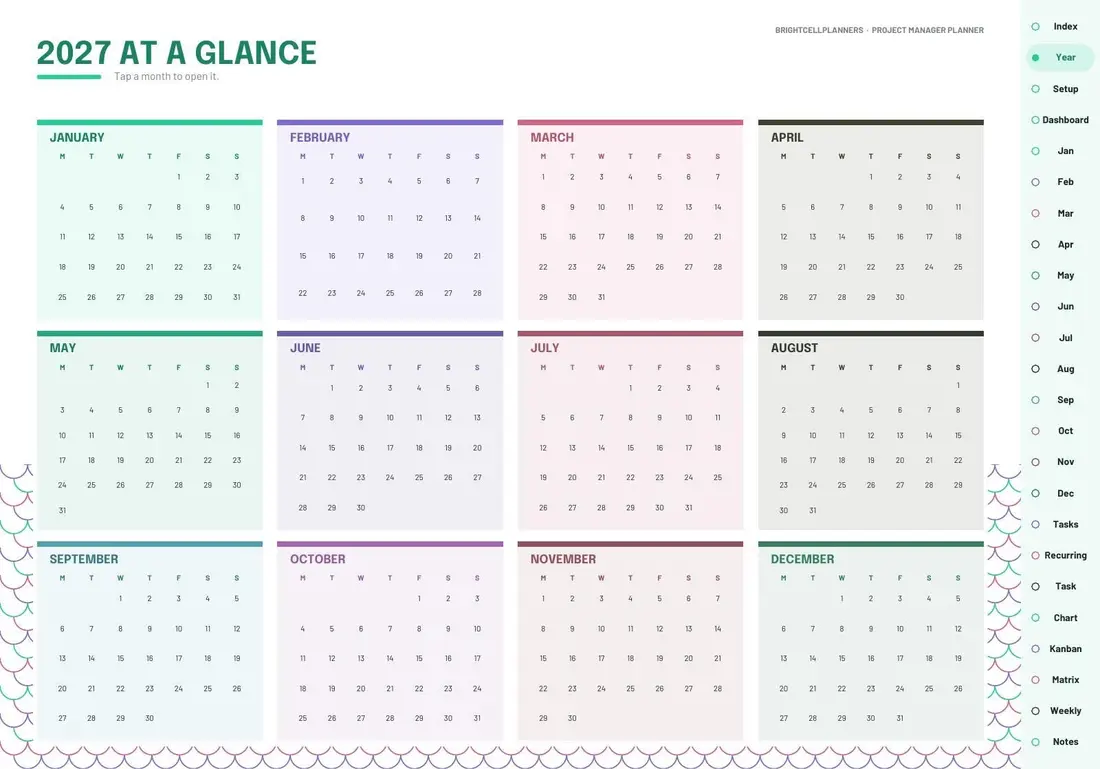 BRIGHTCELLPLANNERS · PROJECT MANAGER PLANNER
2027 AT A GLANCE
Tap a month to open it.
JANUARY
M T W T F S S
1 2 3
4 5 6 7 8 9 10
11 12 13 14 15 16 17
18 19 20 21 22 23 24
25 26 27 28 29 30 31
FEBRUARY
M T W T F S S
1 2 3 4 5 6 7
8 9 10 11 12 13 14
15 16 17 18 19 20 21
22 23 24 25 26 27 28
MARCH
M T W T F S S
1 2 3 4 5 6 7
8 9 10 11 12 13 14
15 16 17 18 19 20 21
22 23 24 25 26 27 28
29 30 31
APRIL
M T W T F S S
1 2 3 4
5 6 7 8 9 10 11
12 13 14 15 16 17 18
19 20 21 22 23 24 25
26 27 28 29 30
MAY
M T W T F S S
1 2
3 4 5 6 7 8 9
10 11 12 13 14 15 16
17 18 19 20 21 22 23
24 25 26 27 28 29 30
31
JUNE
M T W T F S S
1 2 3 4 5 6
7 8 9 10 11 12 13
14 15 16 17 18 19 20
21 22 23 24 25 26 27
28 29 30
JULY
M T W T F S S
1 2 3 4
5 6 7 8 9 10 11
12 13 14 15 16 17 18
19 20 21 22 23 24 25
26 27 28 29 30 31
AUGUST
M T W T F S S
1
2 3 4 5 6 7 8
9 10 11 12 13 14 15
16 17 18 19 20 21 22
23 24 25 26 27 28 29
30 31
SEPTEMBER
M T W T F S S
1 2 3 4 5
6 7 8 9 10 11 12
13 14 15 16 17 18 19
20 21 22 23 24 25 26
27 28 29 30
OCTOBER
M T W T F S S
1 2 3
4 5 6 7 8 9 10
11 12 13 14 15 16 17
18 19 20 21 22 23 24
25 26 27 28 29 30 31
NOVEMBER
M T W T F S S
1 2 3 4 5 6 7
8 9 10 11 12 13 14
15 16 17 18 19 20 21
22 23 24 25 26 27 28
29 30
DECEMBER
M T W T F S S
1 2 3 4 5
6 7 8 9 10 11 12
13 14 15 16 17 18 19
20 21 22 23 24 25 26
27 28 29 30 31
Index
Year
Setup
Dashboard
Jan
Feb
Mar
Apr
May
Jun
Jul
Aug
Sep
Oct
Nov
Dec
Tasks
Recurring
Task
Chart
Kanban
Matrix
Weekly
Notes